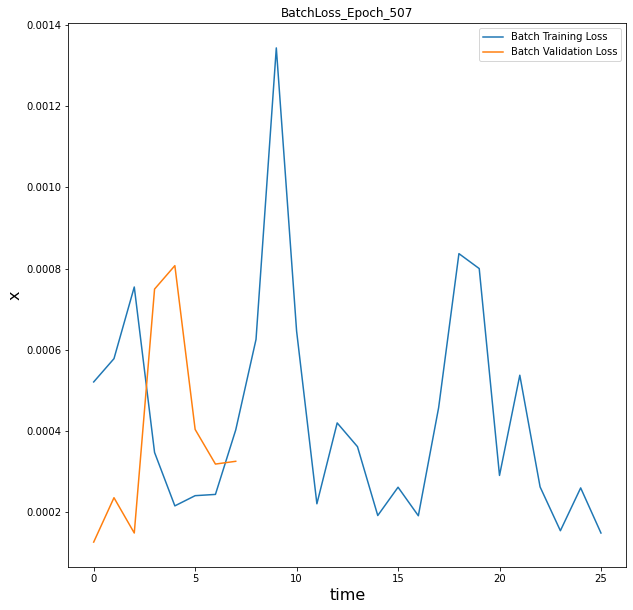 BatchLoss_Epoch_507
Batch Training Loss
Batch Validation Loss
0.0014
0.0012
0.0010
0.0008
0.0006
0.0004
0.0002
x
0 5 10 15 20 25
time